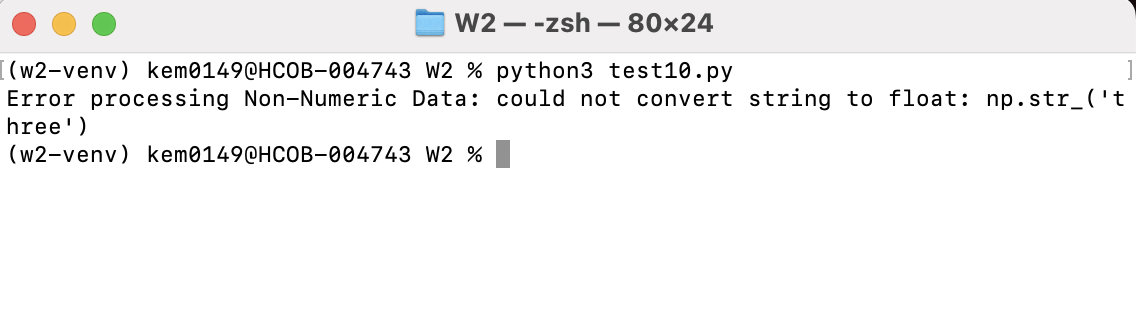 W2 — -zsh — 80×24
[(w2-venv) kem0149@HCOB-004743 W2 % python3 test10.py ]
Error processing Non-Numeric Data: could not convert string to float: np.str_('t
hree')
(w2-venv) kem0149@HCOB-004743 W2 %